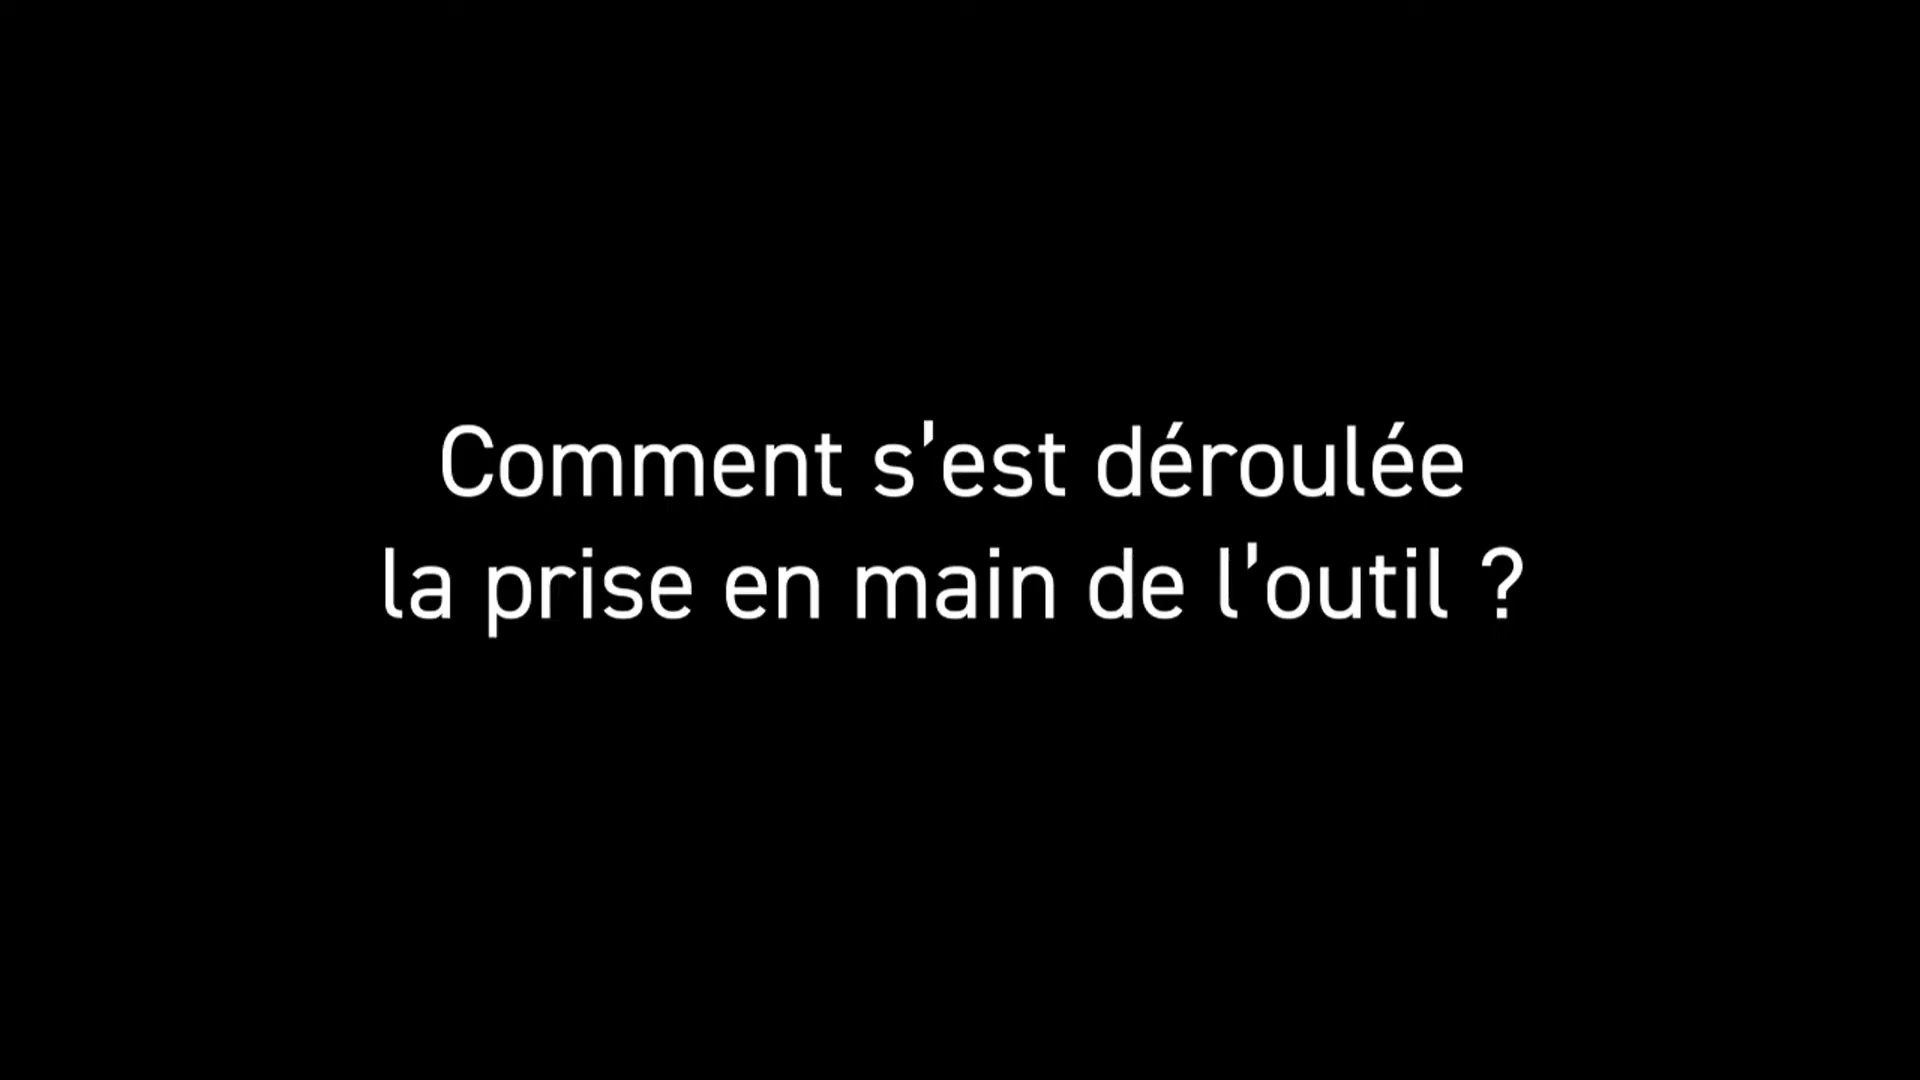 Comment s’est déroulée
la prise en main de l’outil ?